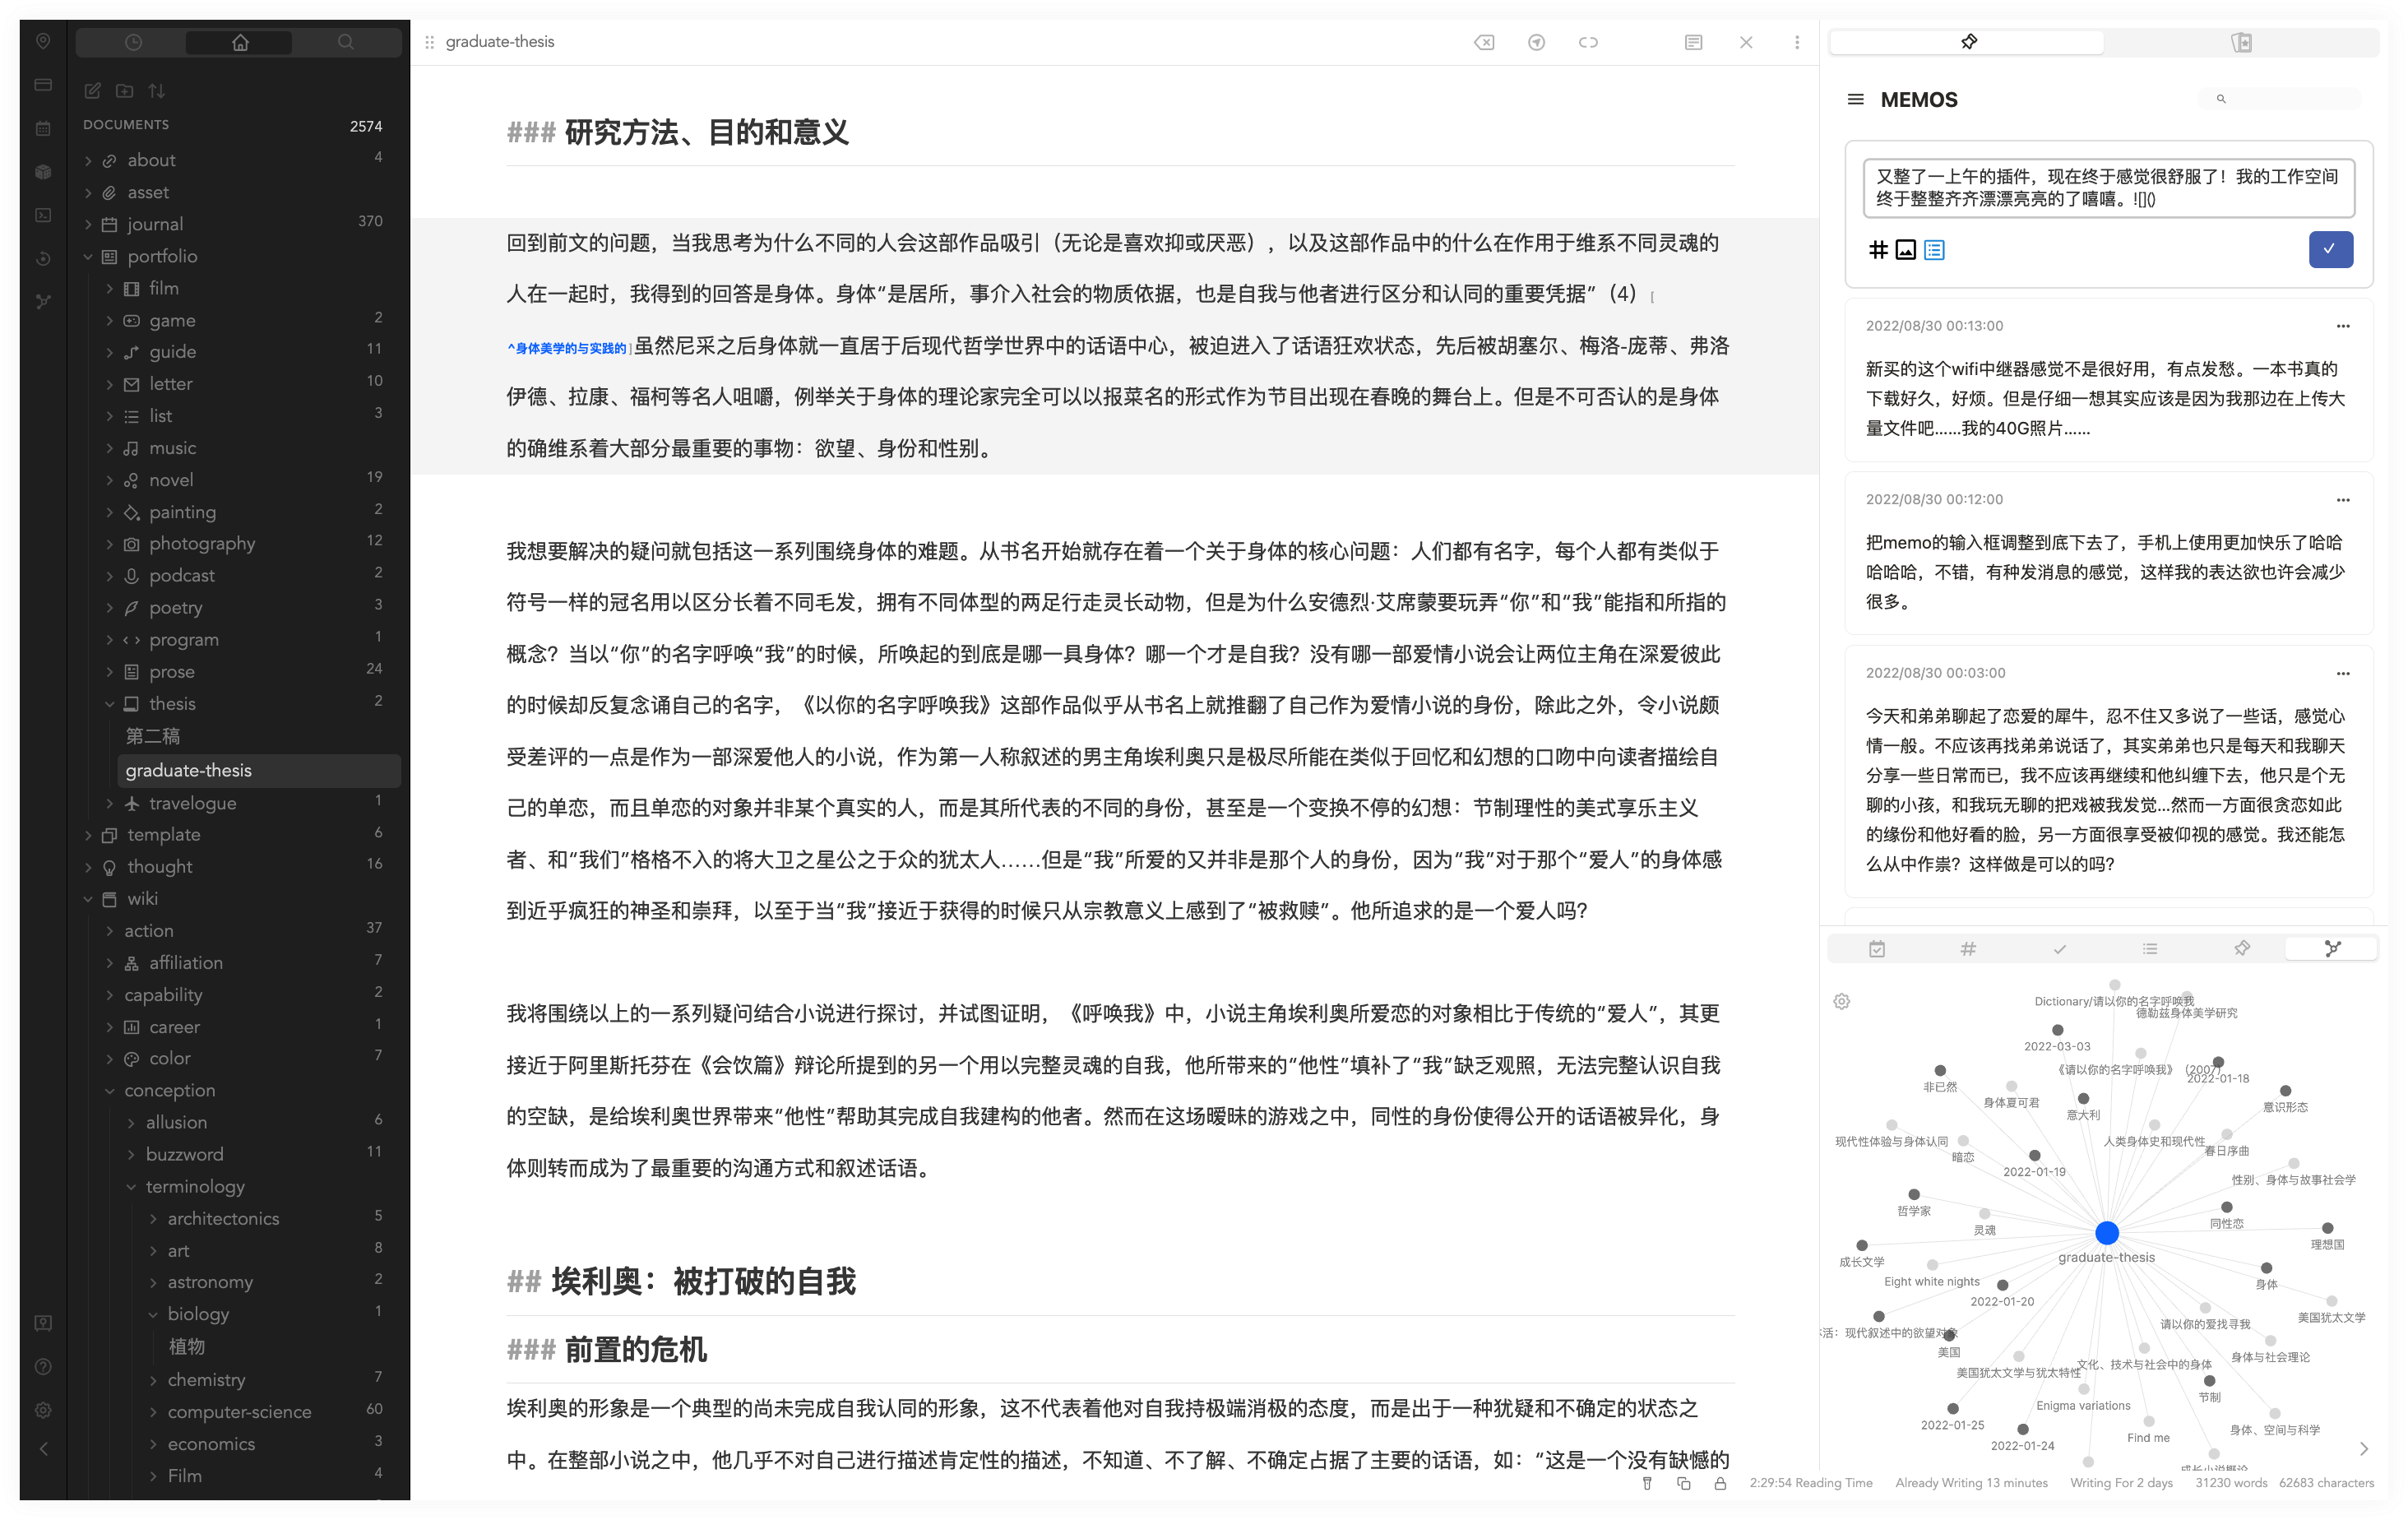 DOCUMENTS 2574
about 4
asset
journal 370
portfolio
film
game 2
guide 11
letter 10
list 3
music
novel 19
painting 2
photography 12
podcast 2
poetry 3
program 1
prose 24
thesis 2
第二稿
graduate-thesis
travelogue 1
template 6
thought 16
wiki
action 37
affiliation 7
capability 2
career 1
color 7
conception
allusion 6
buzzword 11
terminology
architectonics 5
art 8
astronomy 2
biology 1
植物
chemistry 7
computer-science 60
economics 3
Film 4
graduate-thesis
### 研究方法、目的和意义
回到前文的问题，当我思考为什么不同的人会这部作品吸引（无论是喜欢抑或厌恶），以及这部作品中的什么在作用于维系不同灵魂的
人在一起时，我得到的回答是身体。身体“是居所，事介入社会的物质依据，也是自我与他者进行区分和认同的重要凭据”（4）[
^身体美学的与实践的]虽然尼采之后身体就一直居于后现代哲学世界中的话语中心，被迫进入了话语狂欢状态，先后被胡塞尔、梅洛-庞蒂、弗洛
伊德、拉康、福柯等名人咀嚼，例举关于身体的理论家完全可以以报菜名的形式作为节目出现在春晚的舞台上。但是不可否认的是身体
的确维系着大部分最重要的事物：欲望、身份和性别。
我想要解决的疑问就包括这一系列围绕身体的难题。从书名开始就存在着一个关于身体的核心问题：人们都有名字，每个人都有类似于
符号一样的冠名用以区分长着不同毛发，拥有不同体型的两足行走灵长动物，但是为什么安德烈·艾席蒙要玩弄“你”和“我”能指和所指的
概念？当以“你”的名字呼唤“我”的时候，所唤起的到底是哪一具身体？哪一个才是自我？没有哪一部爱情小说会让两位主角在深爱彼此
的时候却反复念诵自己的名字，《以你的名字呼唤我》这部作品似乎从书名上就推翻了自己作为爱情小说的身份，除此之外，令小说颇
受差评的一点是作为一部深爱他人的小说，作为第一人称叙述的男主角埃利奥只是极尽所能在类似于回忆和幻想的口吻中向读者描绘自
己的单恋，而且单恋的对象并非某个真实的人，而是其所代表的不同的身份，甚至是一个变换不停的幻想：节制理性的美式享乐主义
者、和“我们”格格不入的将大卫之星公之于众的犹太人……但是“我”所爱的又并非是那个人的身份，因为“我”对于那个“爱人”的身体感
到近乎疯狂的神圣和崇拜，以至于当“我”接近于获得的时候只从宗教意义上感到了“被救赎”。他所追求的是一个爱人吗？
我将围绕以上的一系列疑问结合小说进行探讨，并试图证明，《呼唤我》中，小说主角埃利奥所爱恋的对象相比于传统的“爱人”，其更
接近于阿里斯托芬在《会饮篇》辩论所提到的另一个用以完整灵魂的自我，他所带来的“他性”填补了“我”缺乏观照，无法完整认识自我
的空缺，是给埃利奥世界带来“他性”帮助其完成自我建构的他者。然而在这场暧昧的游戏之中，同性的身份使得公开的话语被异化，身
体则转而成为了最重要的沟通方式和叙述话语。
## 埃利奥：被打破的自我
### 前置的危机
埃利奥的形象是一个典型的尚未完成自我认同的形象，这不代表着他对自我持极端消极的态度，而是出于一种犹疑和不确定的状态之
中。在整部小说之中，他几乎不对自己进行描述肯定性的描述，不知道、不了解、不确定占据了主要的话语，如：“这是一个没有缺憾的
MEMOS
又整了一上午的插件，现在终于感觉很舒服了！我的工作空间
终于整整齐齐漂漂亮亮的了嘻嘻。![]()
2022/08/30 00:13:00
新买的这个wifi中继器感觉不是很好用，有点发愁。一本书真的
下载好久，好烦。但是仔细一想其实应该是因为我那边在上传大
量文件吧……我的40G照片……
2022/08/30 00:12:00
把memo的输入框调整到底下去了，手机上使用更加快乐了哈哈
哈哈哈，不错，有种发消息的感觉，这样我的表达欲也许会减少
很多。
2022/08/30 00:03:00
今天和弟弟聊起了恋爱的犀牛，忍不住又多说了一些话，感觉心
情一般。不应该再找弟弟说话了，其实弟弟也只是每天和我聊天
分享一些日常而已，我不应该再继续和他纠缠下去，他只是个无
聊的小孩，和我玩无聊的把戏被我发觉…然而一方面很贪恋如此
的缘份和他好看的脸，另一方面很享受被仰视的感觉。我还能怎
么从中作祟？这样做是可以的吗？
Dictionary/请以你的名字呼唤我
德勒兹身体美学研究
2022-03-03
《请以你的名字呼唤我》（2007）
2022-01-18
非已然
身体夏可君
意大利
意识形态
现代性体验与身体认同
暗恋
人类身体史和现代性
春日序曲
2022-01-19
性别、身体与故事社会学
哲学家
灵魂
同性恋
理想国
成长文学
graduate-thesis
Eight white nights
身体
2022-01-20
美国犹太文学
活：现代叙述中的欲望对象
请以你的爱找寻我
美国
身体与社会理论
美国犹太文学与犹太特性
文化、技术与社会中的身体
节制
Enigma variations
2022-01-25
Find me
身体、空间与科学
2022-01-24
成长小说概论
2:29:54 Reading Time Already Writing 13 minutes Writing For 2 days 31230 words 62683 characters